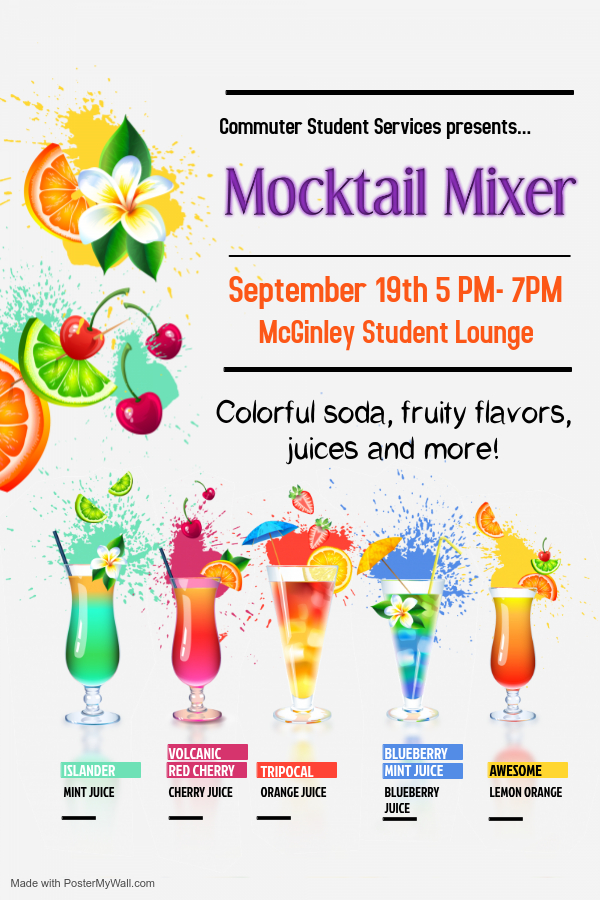 Commuter Student Services presents...
Mocktail Mixer
September 19th 5 PM- 7PM
McGinley Student Lounge
Colorful soda, fruity flavors,
juices and more!
ISLANDER
MINT JUICE
VOLCANIC
RED CHERRY
CHERRY JUICE
TRIPOCAL
ORANGE JUICE
BLUEBERRY
MINT JUICE
BLUEBERRY
JUICE
AWESOME
LEMON ORANGE
Made with PosterMyWall.com